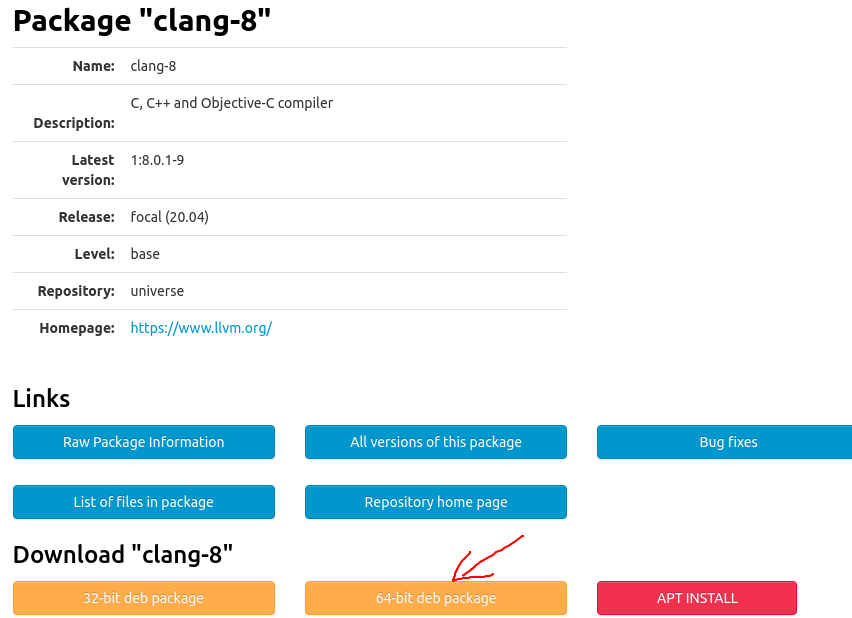 Package "clang-8"
Name: clang-8
Description: C, C++ and Objective-C compiler
Latest version: 1:8.0.1-9
Release: focal (20.04)
Level: base
Repository: universe
Homepage: https://www.llvm.org/
Links
Raw Package Information
All versions of this package
Bug fixes
List of files in package
Repository home page
Download "clang-8"
32-bit deb package
64-bit deb package
APT INSTALL